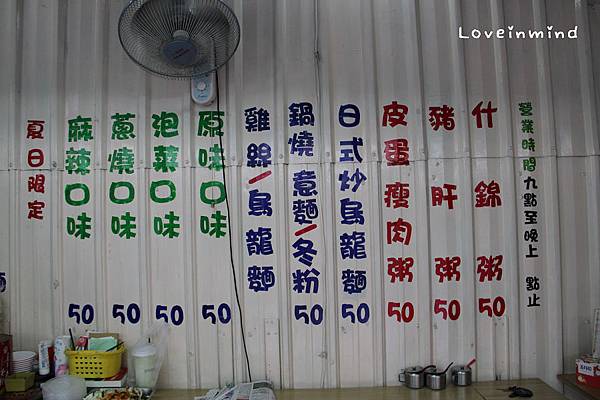 Loveinmind
營業時間 九點至晚上 點止
什錦粥 50
豬肝粥 50
皮蛋瘦肉粥 50
日式炒烏龍麵 50
鍋燒意麵/冬粉 50
雞絲/烏龍麵
原味口味 50
泡菜口味 50
蔥燒口味 50
麻辣口味 50
夏日限定
麵